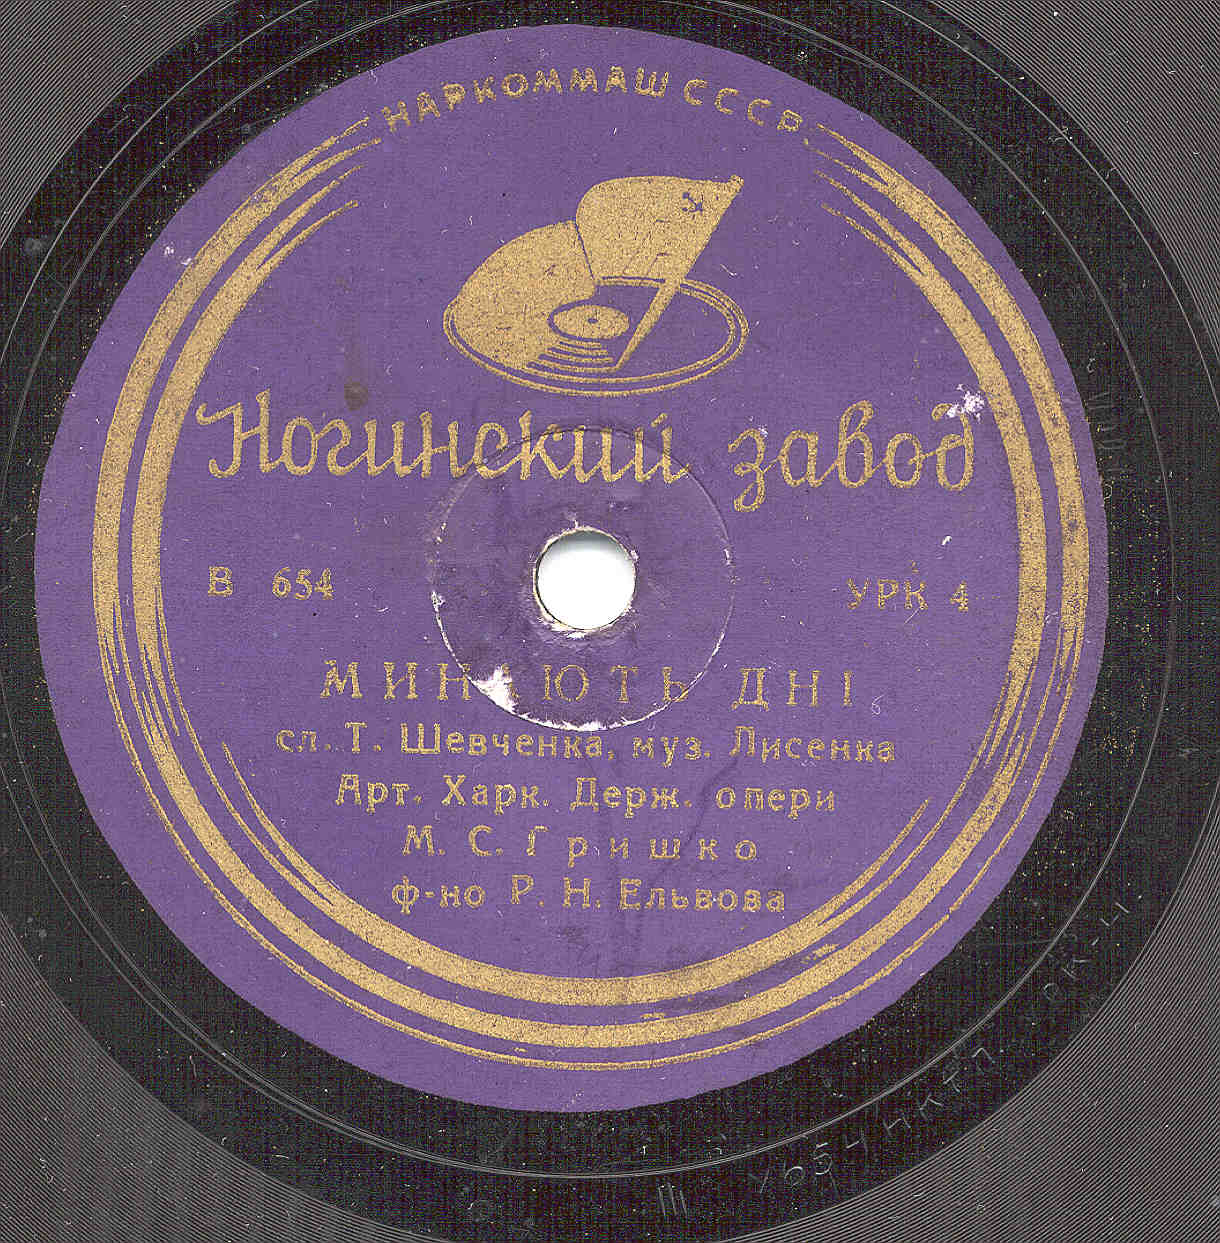 НАРКОММАШ СССР
Ногинский завод
В 654 УРК 4
МИНАЮТЬ ДНІ
сл. Т. Шевченка, муз. Лисенка
Арт. Харк. Держ. опери
М. С. Гришко
ф-но Р. Н. Ельвова